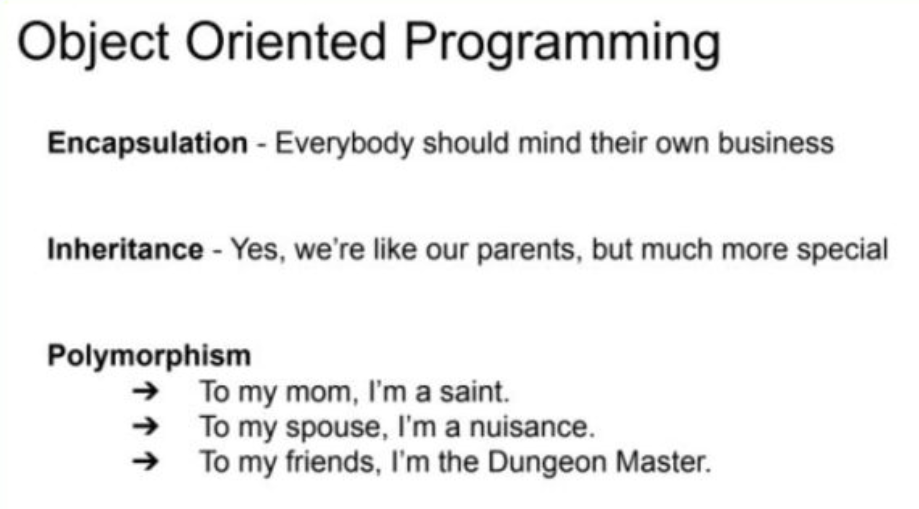 Object Oriented Programming
Encapsulation - Everybody should mind their own business
Inheritance - Yes, we're like our parents, but much more special
Polymorphism
➔ To my mom, I'm a saint.
➔ To my spouse, I'm a nuisance.
➔ To my friends, I'm the Dungeon Master.